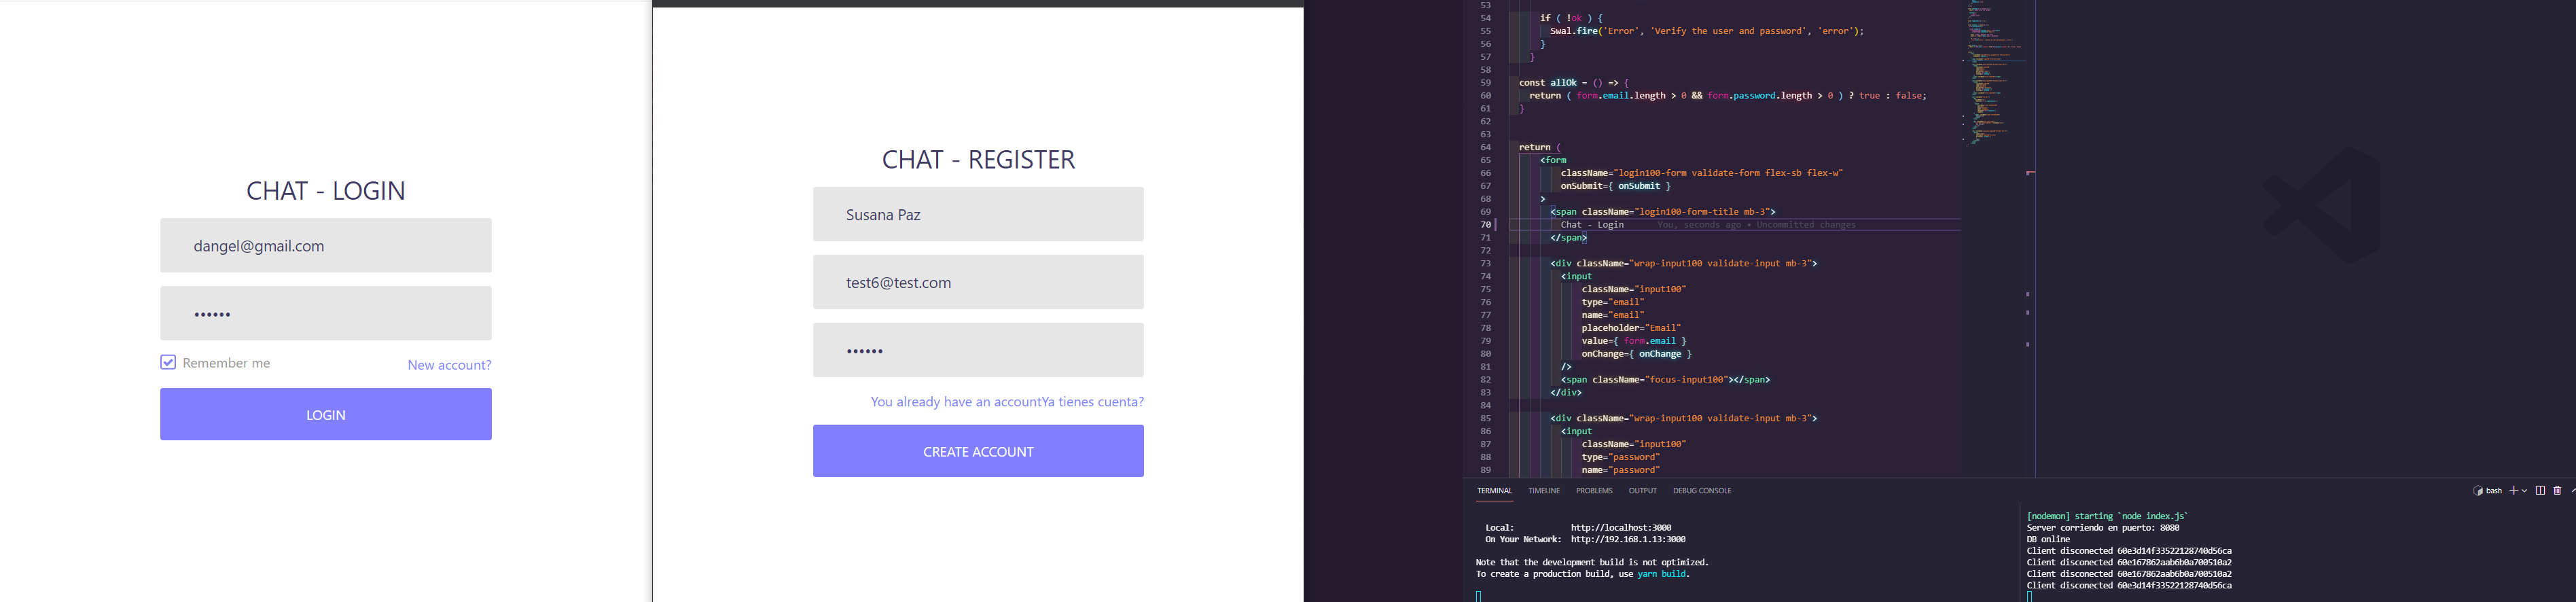 CHAT - LOGIN
dangel@gmail.com
••••••
Remember me
New account?
LOGIN
CHAT - REGISTER
Susana Paz
test6@test.com
••••••
You already have an accountYa tienes cuenta?
CREATE ACCOUNT
53
54 if ( !ok ) {
55 Swal.fire('Error', 'Verify the user and password', 'error');
56 }
57 }
58
59 const allOk = () => {
60 return ( form.email.length > 0 && form.password.length > 0 ) ? true : false;
61 }
62
63
64 return (
65 <form
66 className="login100-form validate-form flex-sb flex-w"
67 onSubmit={ onSubmit }
68 >
69 <span className="login100-form-title mb-3">
70 Chat - Login You, seconds ago • Uncommitted changes
71 </span>
72
73 <div className="wrap-input100 validate-input mb-3">
74 <input
75 className="input100"
76 type="email"
77 name="email"
78 placeholder="Email"
79 value={ form.email }
80 onChange={ onChange }
81 />
82 <span className="focus-input100"></span>
83 </div>
84
85 <div className="wrap-input100 validate-input mb-3">
86 <input
87 className="input100"
88 type="password"
89 name="password"
TERMINAL TIMELINE PROBLEMS OUTPUT DEBUG CONSOLE
bash
Local: http://localhost:3000
On Your Network: http://192.168.1.13:3000
Note that the development build is not optimized.
To create a production build, use yarn build.
[nodemon] starting `node index.js`
Server corriendo en puerto: 8080
DB online
Client disconected 60e3d14f33522128740d56ca
Client disconected 60e167862aab6b0a700510a2
Client disconected 60e167862aab6b0a700510a2
Client disconected 60e3d14f33522128740d56ca